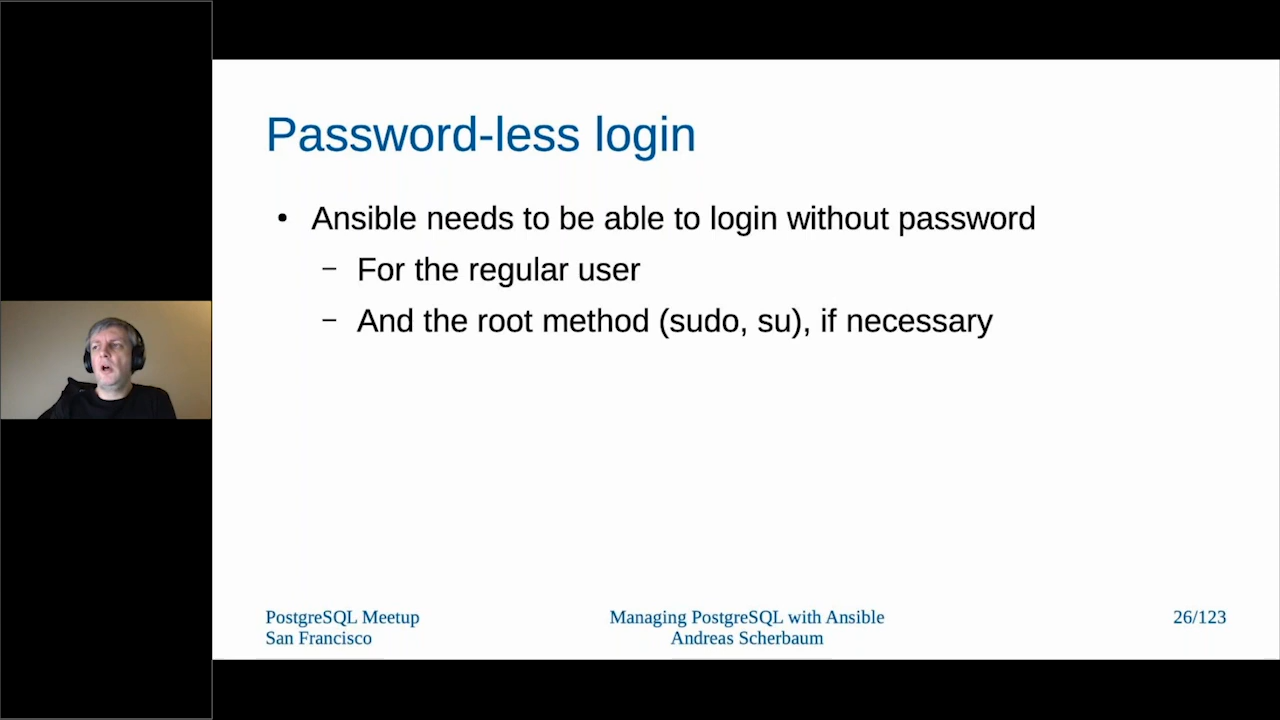 Password-less login
• Ansible needs to be able to login without password
– For the regular user
– And the root method (sudo, su), if necessary
PostgreSQL Meetup
San Francisco
Managing PostgreSQL with Ansible
Andreas Scherbaum
26/123